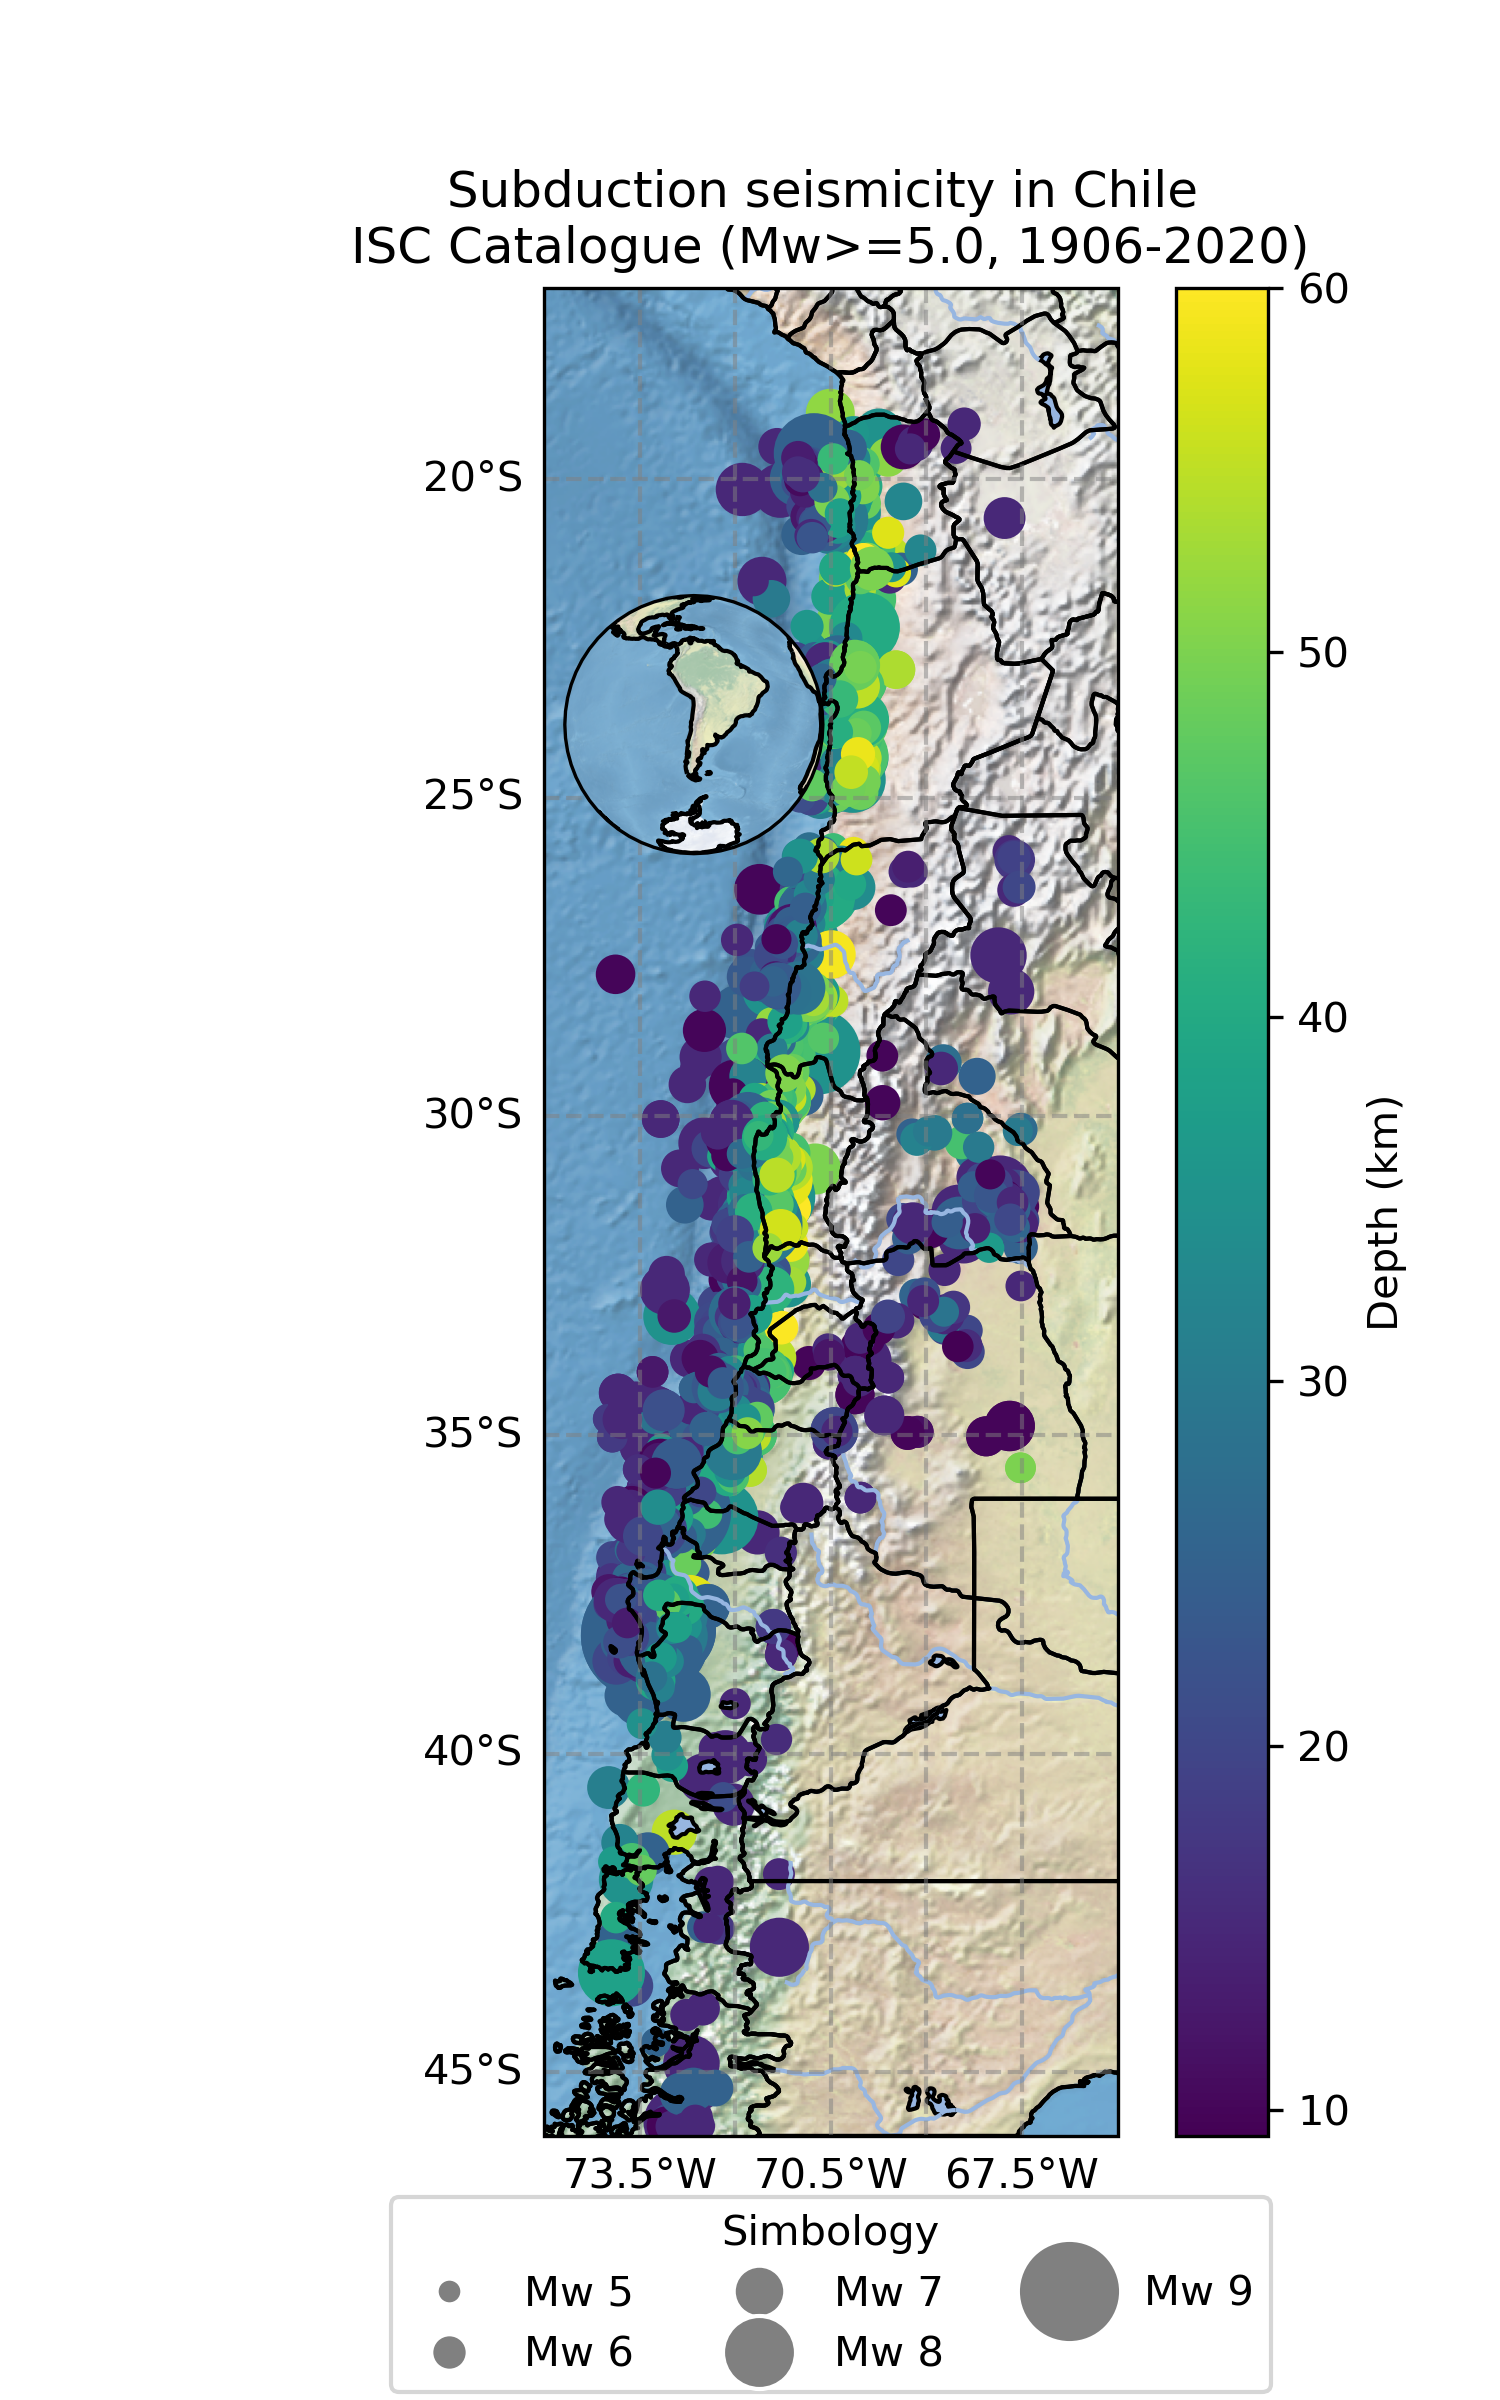 Subduction seismicity in Chile
ISC Catalogue (Mw>=5.0, 1906-2020)
60
20°S
50
25°S
40
30°S
Depth (km)
30
35°S
20
40°S
45°S
10
73.5°W 70.5°W 67.5°W
Simbology
Mw 5 Mw 7 Mw 9
Mw 6 Mw 8